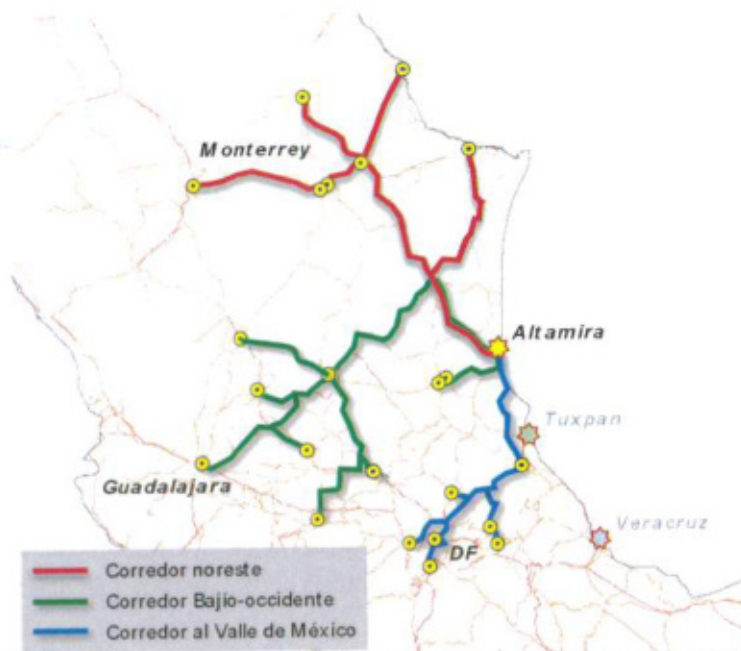 Monterrey
Altamira
Tuxpan
Guadalajara
Veracruz
DF
Corredor noreste
Corredor Bajío-occidente
Corredor al Valle de México